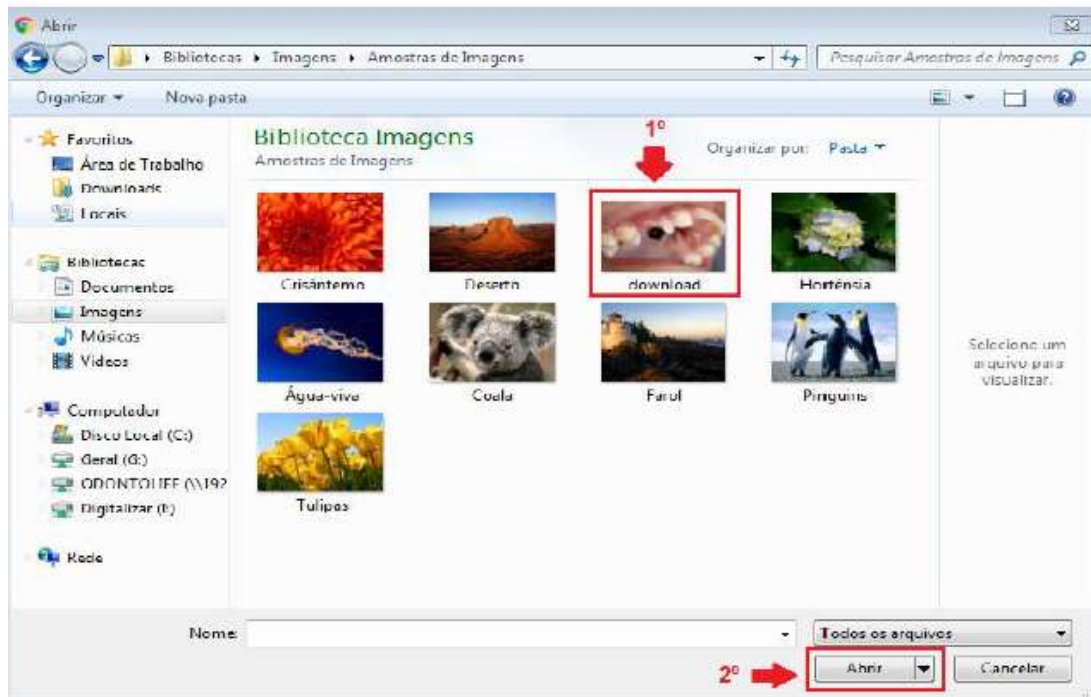 Abrir
Bibliotecas Imagens Amostras de Imagens
Pesquisar Amostras de Imagens
Organizar Nova pasta
Favoritos
Área de Trabalho
Downloads
Locais
Bibliotecas
Documentos
Imagens
Músicas
Vídeos
Computador
Disco Local (C:)
Geral (G:)
ODONTOLIFE (\\192
Digitalizar (I:)
Rede
Biblioteca Imagens
Amostras de Imagens
1º
Organizar por: Pasta
Crisântemo
Deserto
download
Hortênsia
Água-viva
Coala
Farol
Pinguins
Tulipas
Selecione um
arquivo para
visualizar.
Nome:
Todos os arquivos
2º
Abrir
Cancelar